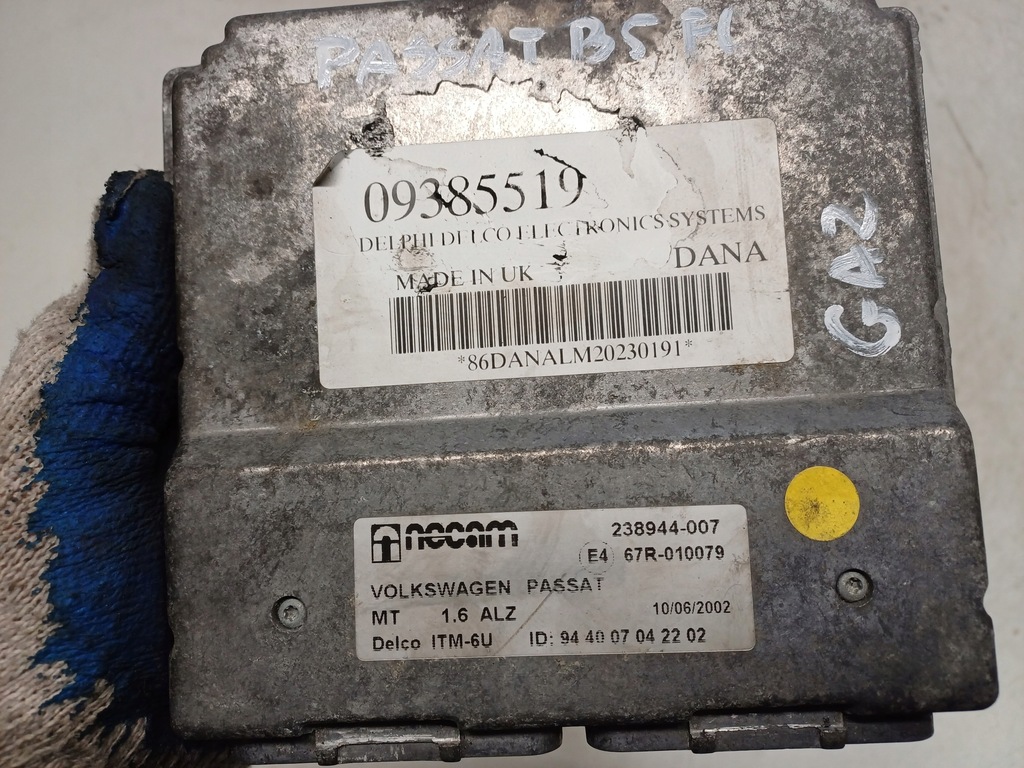 PASSAT B5 Fl
09385519
DELPHI DELCO ELECTRONICS SYSTEMS
MADE IN UK
DANA
*86DANALM20230191*
GAZ
necam
238944-007
E4 67R-010079
VOLKSWAGEN PASSAT
MT 1.6 ALZ
10/06/2002
Delco ITM-6U ID: 94 40 07 04 22 02